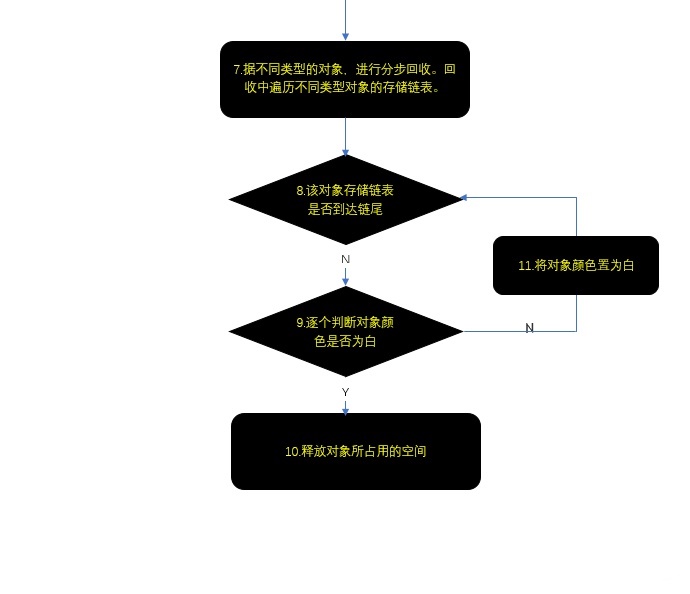 7.据不同类型的对象，进行分步回收。回
收中遍历不同类型对象的存储链表。
8.该对象存储链表
是否到达链尾
N
11.将对象颜色置为白
9.逐个判断对象颜
色是否为白
N
Y
10.释放对象所占用的空间